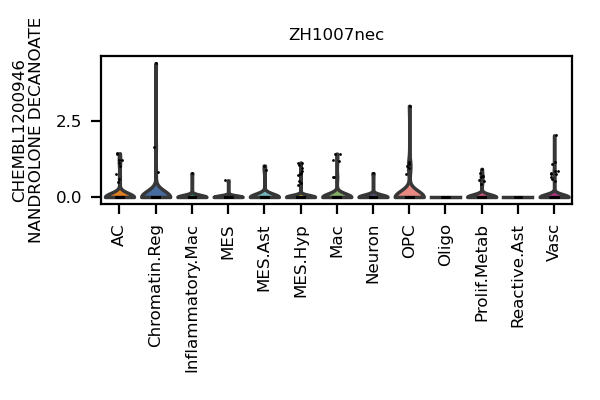 ZH1007nec
CHEMBL1200946
NANDROLONE DECANOATE
2.5
0.0
AC
Chromatin.Reg
Inflammatory.Mac
MES
MES.Ast
MES.Hyp
Mac
Neuron
OPC
Oligo
Prolif.Metab
Reactive.Ast
Vasc